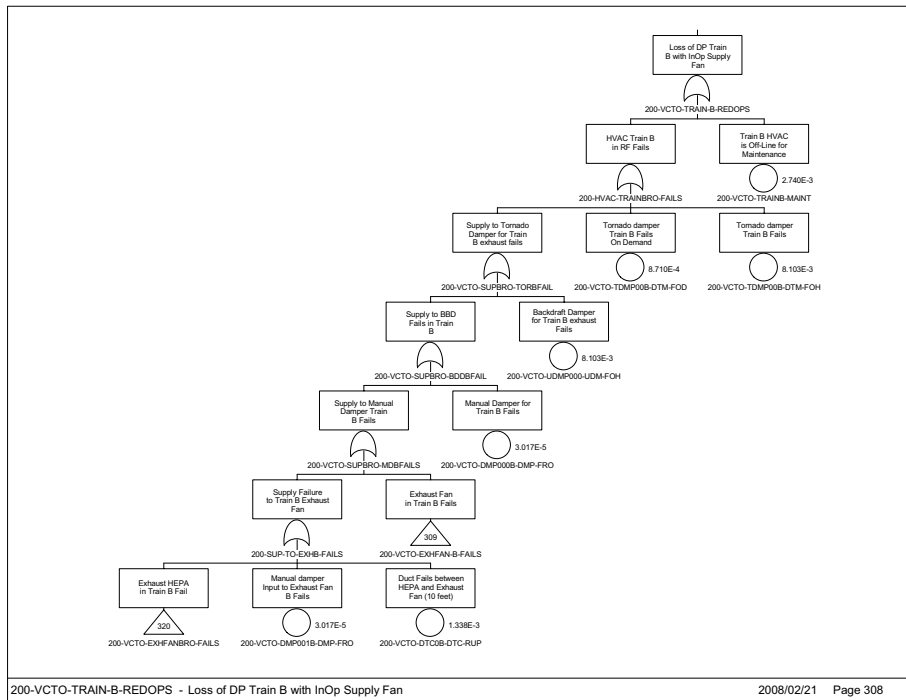 Loss of DP Train
B with InOp Supply
Fan
200-VCTO-TRAIN-B-REDOPS
HVAC Train B
in RF Fails
200-HVAC-TRAINBRO-FAILS
Train B HVAC
is Off-Line for
Maintenance
2.740E-3
200-VCTO-TRAINB-MAINT
Supply to Tornado
Damper for Train
B exhaust fails
200-VCTO-SUPBRO-TORBFAIL
Tornado damper
Train B Fails
On Demand
8.710E-4
200-VCTO-TDMP00B-DTM-FOD
Tornado damper
Train B Fails
8.103E-3
200-VCTO-TDMP00B-DTM-FOH
Supply to BBD
Fails in Train
B
200-VCTO-SUPBRO-BDDBFAIL
Backdraft Damper
for Train B exhaust
Fails
8.103E-3
200-VCTO-UDMP000-UDM-FOH
Supply to Manual
Damper Train
B Fails
200-VCTO-SUPBRO-MDBFAILS
Manual Damper for
Train B Fails
3.017E-5
200-VCTO-DMP000B-DMP-FRO
Supply Failure
to Train B Exhaust
Fan
200-SUP-TO-EXHB-FAILS
Exhaust Fan
in Train B Fails
309
200-VCTO-EXHFAN-B-FAILS
Exhaust HEPA
in Train B Fail
320
200-VCTO-EXHFANBRO-FAILS
Manual damper
Input to Exhaust Fan
B Fails
3.017E-5
200-VCTO-DMP001B-DMP-FRO
Duct Fails between
HEPA and Exhaust
Fan (10 feet)
1.338E-3
200-VCTO-DTC0B-DTC-RUP
200-VCTO-TRAIN-B-REDOPS - Loss of DP Train B with InOp Supply Fan
2008/02/21 Page 308